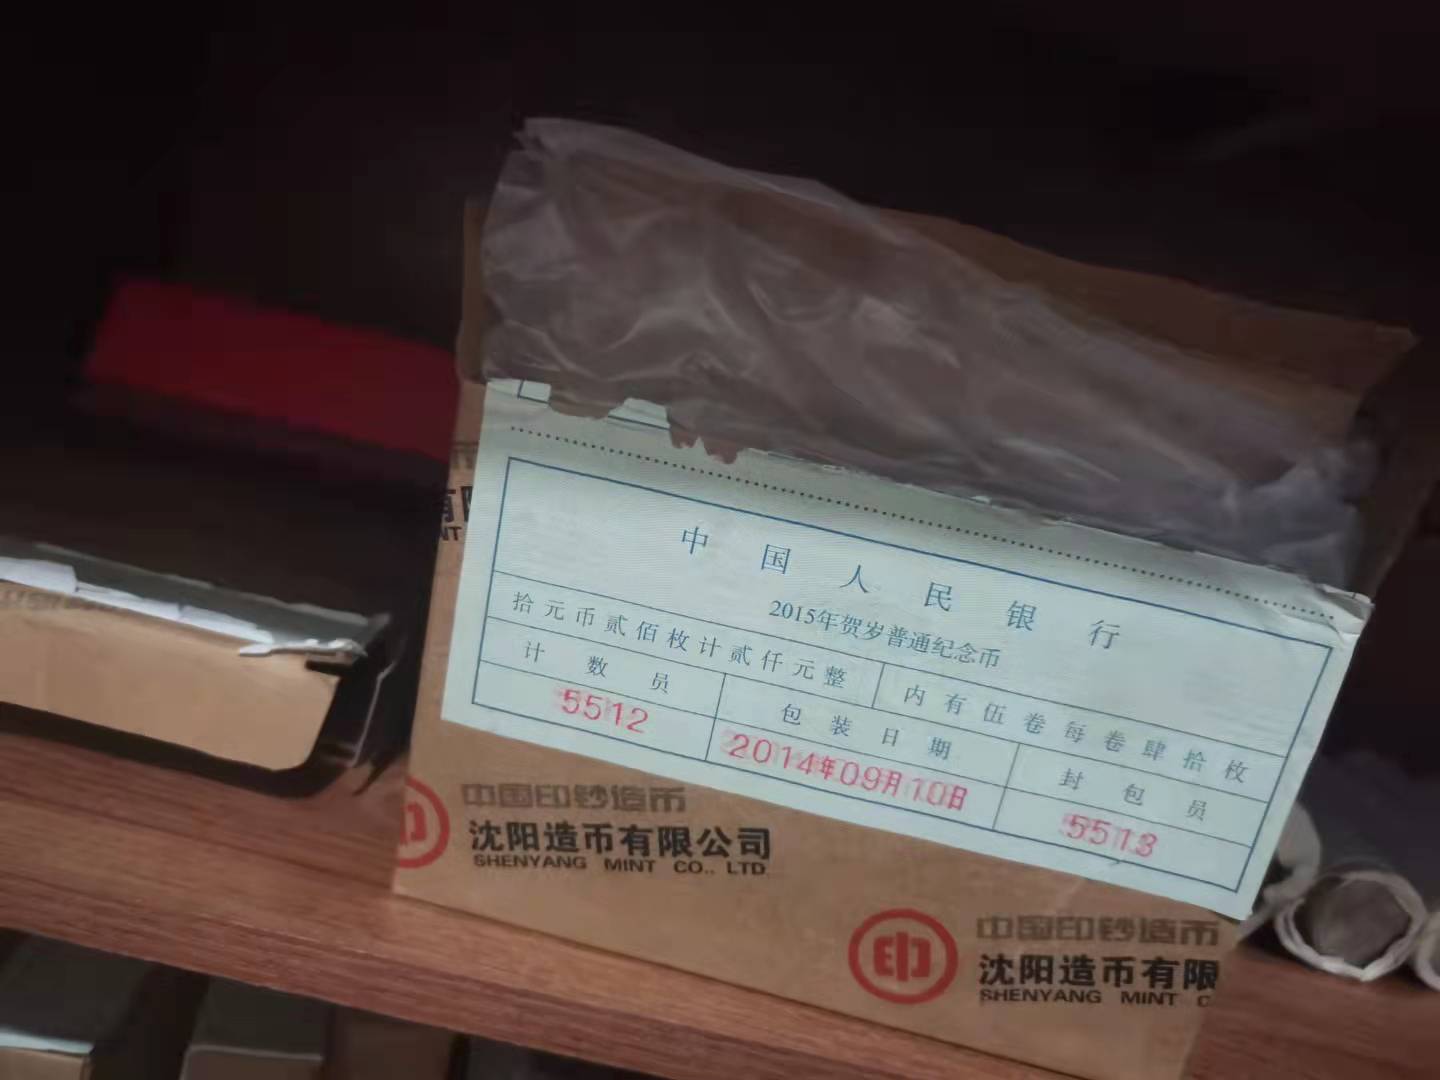 中国人民银行
2015年贺岁普通纪念币
拾元币贰佰枚计贰仟元整
内有伍卷每卷肆拾枚
计数员
包装日期
封包员
5512
2014年09月10日
5513
中国印钞造币
沈阳造币有限公司
SHENYANG MINT CO., LTD
中国印钞造币
沈阳造币有限
SHENYANG MINT C